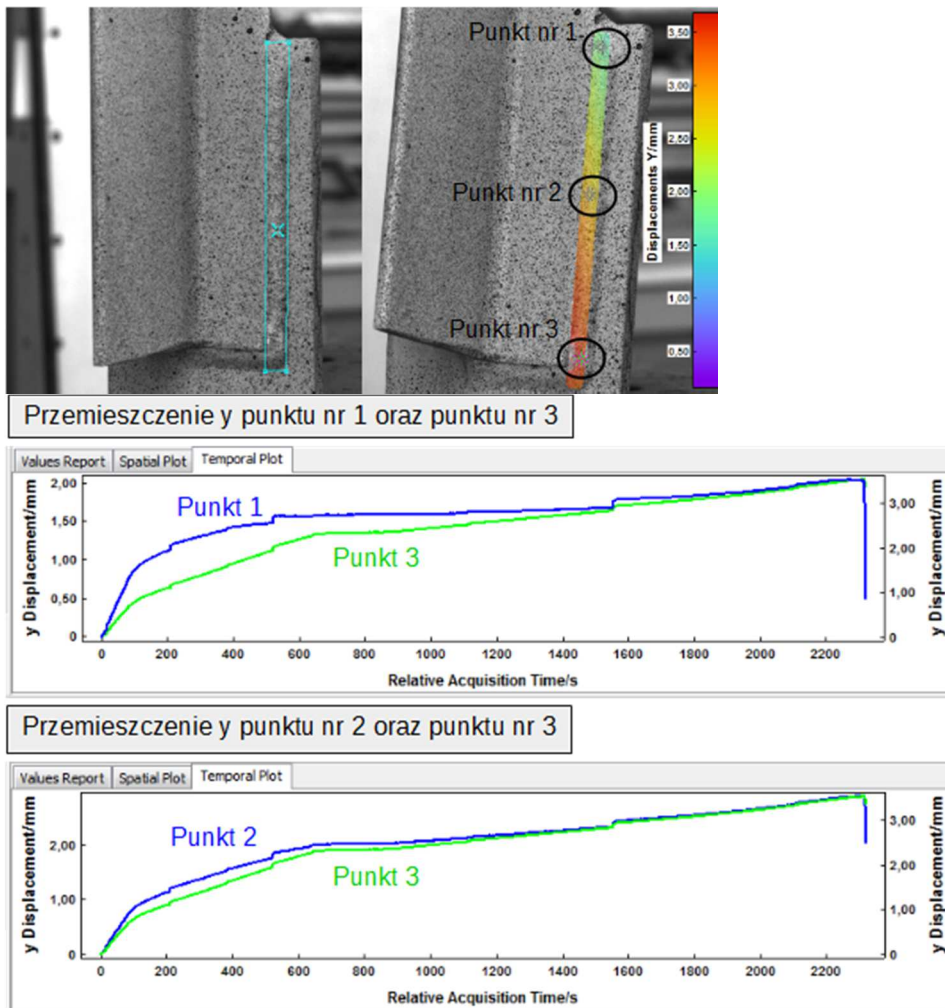 Punkt nr 1
Punkt nr 2
Punkt nr 3
Displacements Y/mm
3,50
3,00
2,50
2,00
1,50
1,00
0,50
Przemieszczenie y punktu nr 1 oraz punktu nr 3
Values Report Spatial Plot Temporal Plot
y Displacement/mm
2,00
1,50
1,00
0,50
0
Punkt 1
Punkt 3
3,00
2,00
1,00
0
y Displacement/mm
0 200 400 600 800 1000 1200 1400 1600 1800 2000 2200
Relative Acquisition Time/s
Przemieszczenie y punktu nr 2 oraz punktu nr 3
Values Report Spatial Plot Temporal Plot
y Displacement/mm
2,00
1,00
0
Punkt 2
Punkt 3
3,00
2,00
1,00
0
y Displacement/mm
0 200 400 600 800 1000 1200 1400 1600 1800 2000 2200
Relative Acquisition Time/s